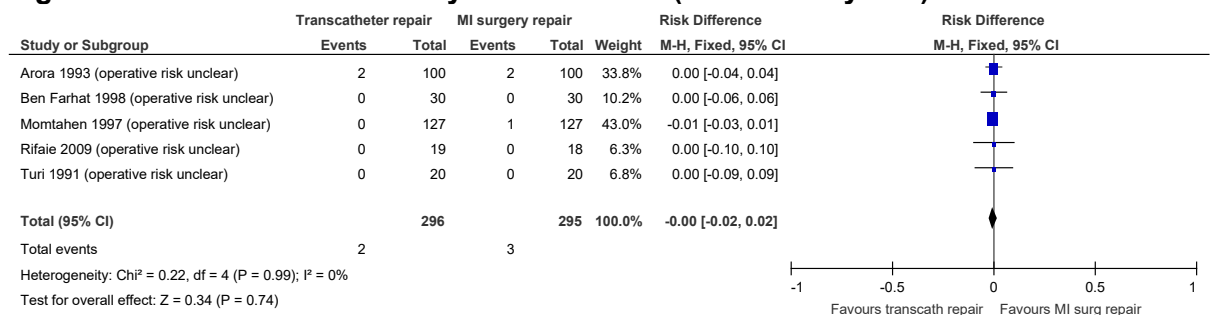 Transcatheter repair MI surgery repair Risk Difference Risk Difference
Study or Subgroup Events Total Events Total Weight M-H, Fixed, 95% CI M-H, Fixed, 95% CI
Arora 1993 (operative risk unclear) 2 100 2 100 33.8% 0.00 [-0.04, 0.04]
Ben Farhat 1998 (operative risk unclear) 0 30 0 30 10.2% 0.00 [-0.06, 0.06]
Momtahen 1997 (operative risk unclear) 0 127 1 127 43.0% -0.01 [-0.03, 0.01]
Rifaie 2009 (operative risk unclear) 0 19 0 18 6.3% 0.00 [-0.10, 0.10]
Turi 1991 (operative risk unclear) 0 20 0 20 6.8% 0.00 [-0.09, 0.09]
Total (95% CI) 296 295 100.0% -0.00 [-0.02, 0.02]
Total events 2 3
Heterogeneity: Chi² = 0.22, df = 4 (P = 0.99); I² = 0%
Test for overall effect: Z = 0.34 (P = 0.74)
-1 -0.5 0 0.5 1
Favours transcath repair Favours MI surg repair